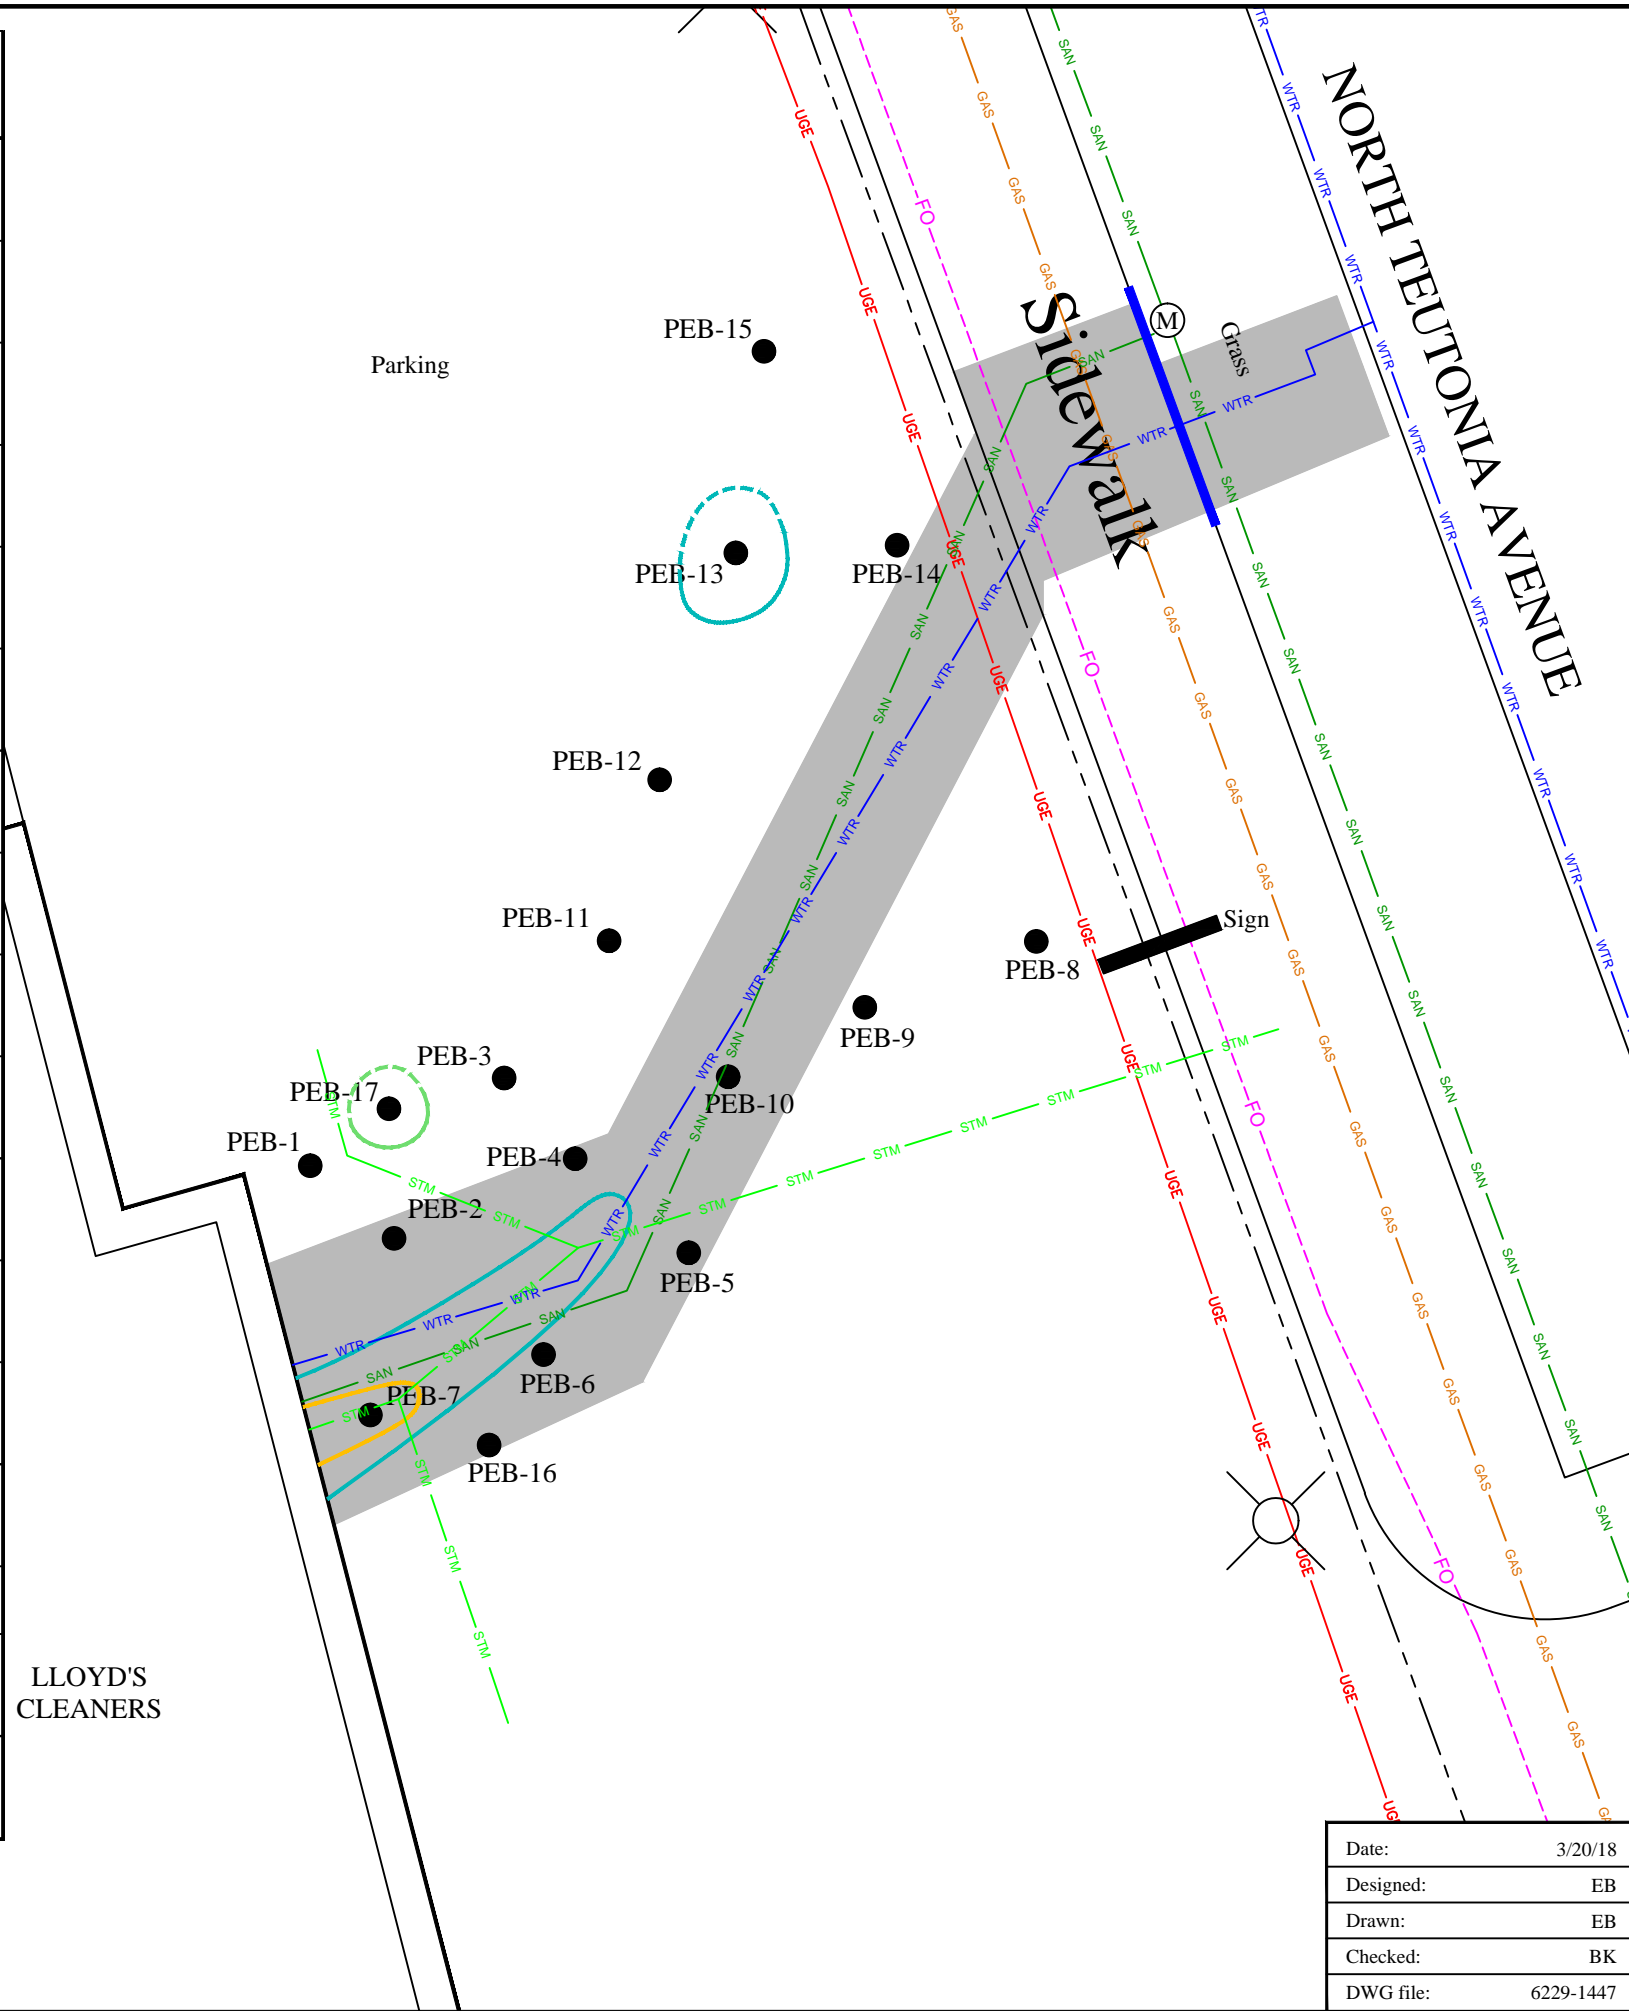 NORTH TEUTONIA AVENUE
Sidewalk
Grass
M
PEB-15
Parking
PEB-13
PEB-14
PEB-12
PEB-11
Sign
PEB-8
PEB-9
PEB-3
PEB-17
PEB-10
PEB-1
PEB-4
PEB-2
PEB-5
PEB-6
PEB-7
PEB-16
LLOYD'S
CLEANERS
UGE
FO
GAS
SAN
WTR
STM
Date: 3/20/18
Designed: EB
Drawn: EB
Checked: BK
DWG file: 6229-1447